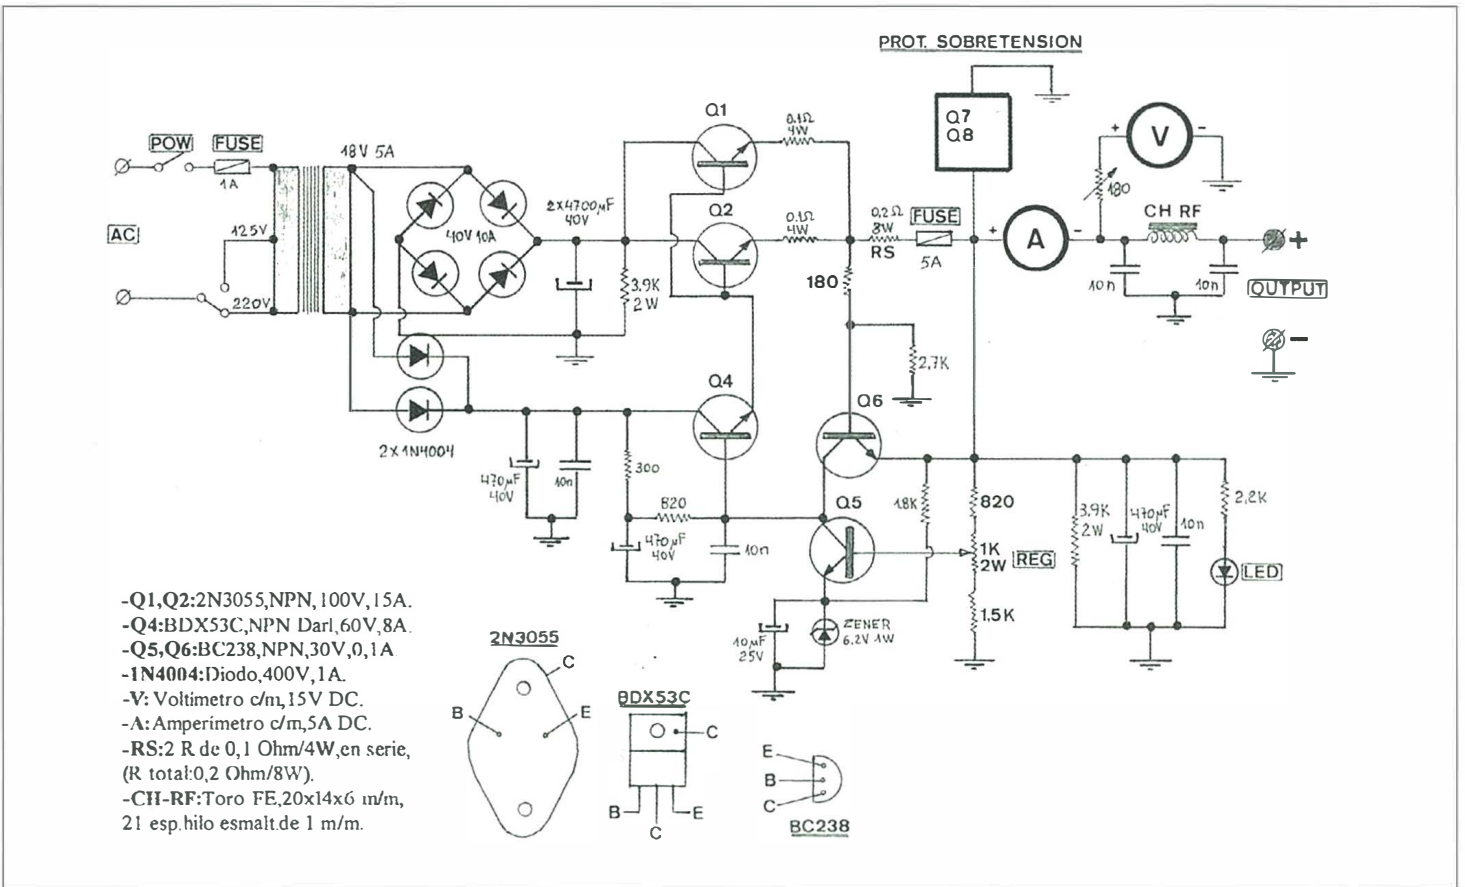 PROT. SOBRETENSION
Q7
Q8
POW
FUSE
1A
AC
125V
220V
18V 5A
40V 10A
2X4700µF
40V
3.9K
2W
Q1
0.1Ω
4W
Q2
0.1Ω
4W
0,2Ω
8W
RS
FUSE
5A
+
A
-
+
V
-
180
CH RF
10n
10n
+
OUTPUT
-
180
2,7K
2X1N4004
470µF
40V
10n
300
820
470µF
40V
10n
Q4
Q6
Q5
1.8K
820
1K
2W
REG
1.5K
10µF
25V
ZENER
6.2V 1W
3.9K
2W
470µF
40V
10n
2,2K
LED
-Q1,Q2:2N3055,NPN,100V,15A.
-Q4:BDX53C,NPN Darl,60V,8A.
-Q5,Q6:BC238,NPN,30V,0,1A
-1N4004:Diodo,400V,1A.
-V: Voltimetro c/m,15V DC.
-A:Amperímetro c/m,5A DC.
-RS:2 R de 0,1 Ohm/4W,en serie,
(R total:0,2 Ohm/8W).
-CH-RF:Toro FE,20x14x6 m/m,
21 esp.hilo esmalt.de 1 m/m.
2N3055
C
B
E
BDX53C
C
B
C
E
E
B
C
BC238